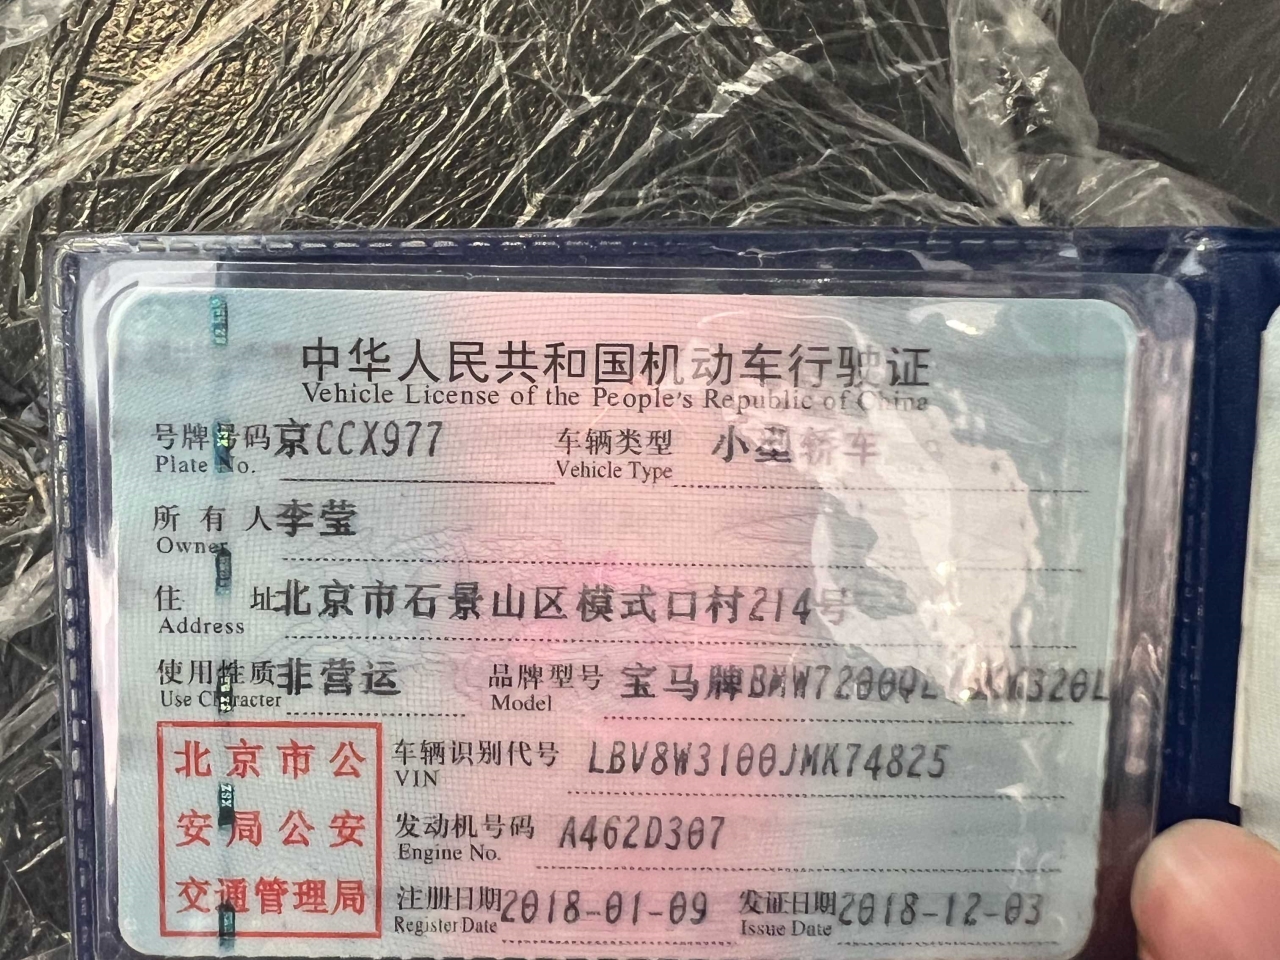 中华人民共和国机动车行驶证
Vehicle License of the People's Republic of China
号牌号码 京CCX977 车辆类型 小型轿车
Plate No. Vehicle Type
所有人 李莹
Owner
住址 北京市石景山区模式口村214号
Address
使用性质 非营运 品牌型号 宝马牌BMW7200
Use Character Model
北京市公
安局公安
交通管理局
车辆识别代号 LBV8W3100JMK74825
VIN
发动机号码 A462D307
Engine No.
注册日期 2018-01-09 发证日期 2018-12-03
Register Date Issue Date